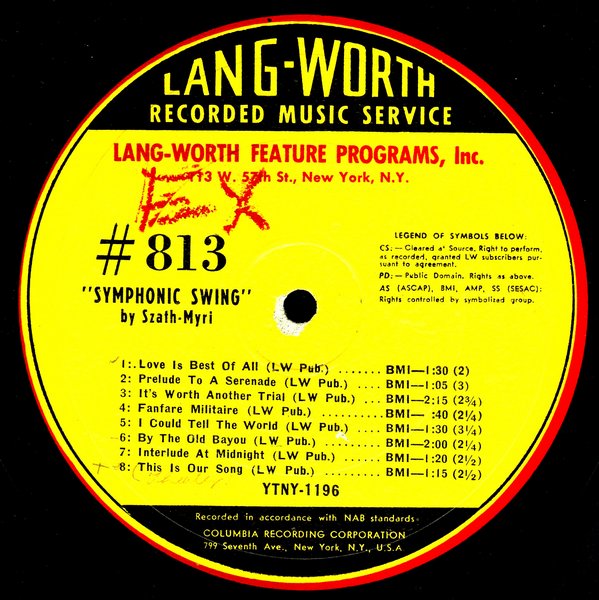 LANG-WORTH
RECORDED MUSIC SERVICE
LANG-WORTH FEATURE PROGRAMS, Inc.
113 W. 57th St., New York, N.Y.
EX
#813
"SYMPHONIC SWING"
by Szath-Myri
LEGEND OF SYMBOLS BELOW:
CS: — Cleared at Source. Right to perform,
as recorded, granted LW subscribers pur-
suant to agreement.
PD: — Public Domain. Rights as above.
AS (ASCAP), BMI, AMP, SS (SESAC):
Rights controlled by symbolized group.
1: Love Is Best Of All (LW Pub.) ....... BMI—1:30 (2)
2: Prelude To A Serenade (LW Pub.) .... BMI—1:05 (3)
3: It's Worth Another Trial (LW Pub.) ... BMI—2:15 (2¾)
4: Fanfare Militaire (LW Pub.) .......... BMI— :40 (2¼)
5: I Could Tell The World (LW Pub.) .... BMI—1:30 (3¼)
6: By The Old Bayou (LW Pub.) ........ BMI—2:00 (2¼)
7: Interlude At Midnight (LW Pub.) ..... BMI—1:20 (2½)
8: This Is Our Song (LW Pub.) ........ BMI—1:15 (2½)
YTNY-1196
Recorded in accordance with NAB standards
COLUMBIA RECORDING CORPORATION
799 Seventh Ave., New York, N.Y., U.S.A